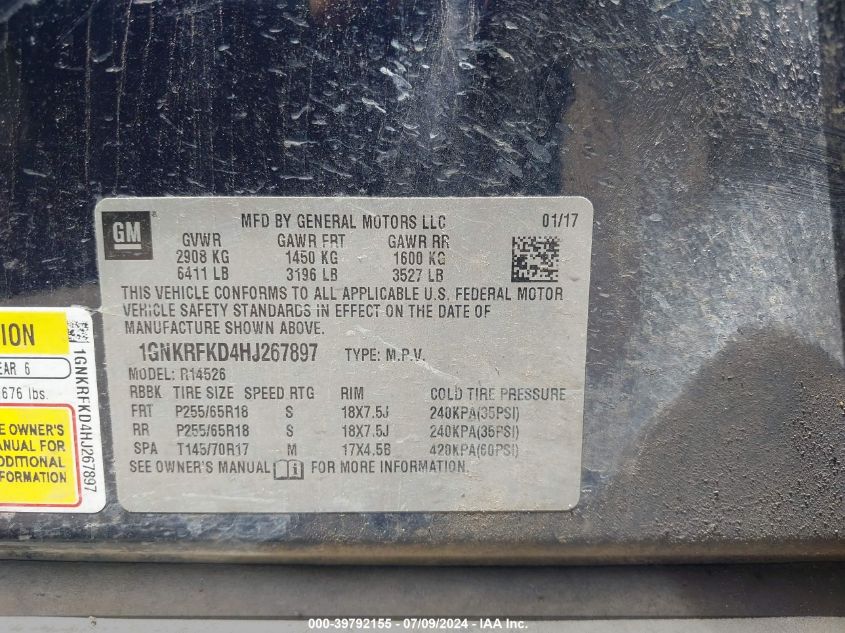 GM
MFD BY GENERAL MOTORS LLC 01/17
GVWR GAWR FRT GAWR RR
2908 KG 1450 KG 1600 KG
6411 LB 3196 LB 3527 LB
THIS VEHICLE CONFORMS TO ALL APPLICABLE U.S. FEDERAL MOTOR
VEHICLE SAFETY STANDARDS IN EFFECT ON THE DATE OF
MANUFACTURE SHOWN ABOVE.
1GNKRFKD4HJ267897 TYPE: M.P.V.
MODEL: R14526
RBBK TIRE SIZE SPEED RTG RIM COLD TIRE PRESSURE
FRT P255/65R18 S 18X7.5J 240KPA(35PSI)
RR P255/65R18 S 18X7.5J 240KPA(35PSI)
SPA T145/70R17 M 17X4.5B 420KPA(60PSI)
SEE OWNER'S MANUAL FOR MORE INFORMATION.
TION
EAR 6
676 lbs.
E OWNER'S
ANUAL FOR
DDITIONAL
FORMATION
1GNKRFKD4HJ267897
000-39792155 - 07/09/2024 - IAA Inc.